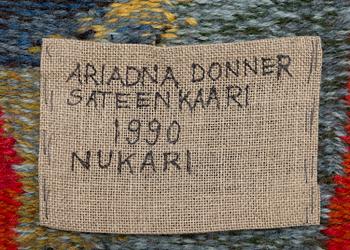 ARIADNA DONNER
SATEENKAARI
1990
NUKARI